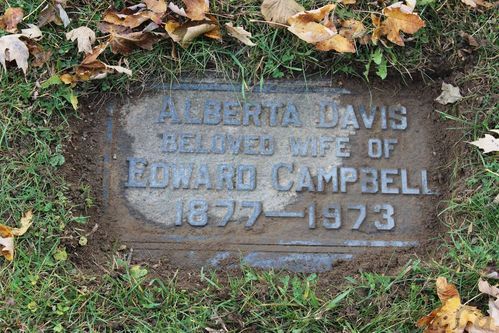 ALBERTA DAVIS
BELOVED WIFE OF
EDWARD CAMPBELL
1877—1973